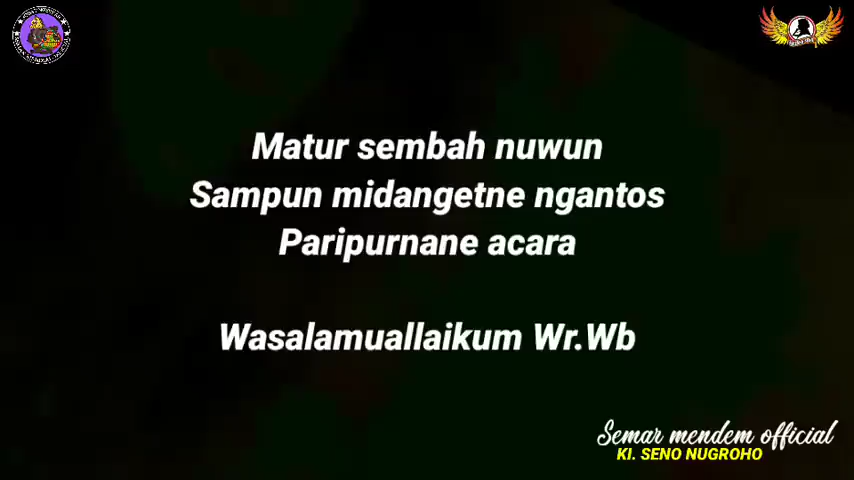 Matur sembah nuwun
Sampun midangetne ngantos
Paripurnane acara
Wasalamuallaikum Wr.Wb
Semar mendem official
KI. SENO NUGROHO